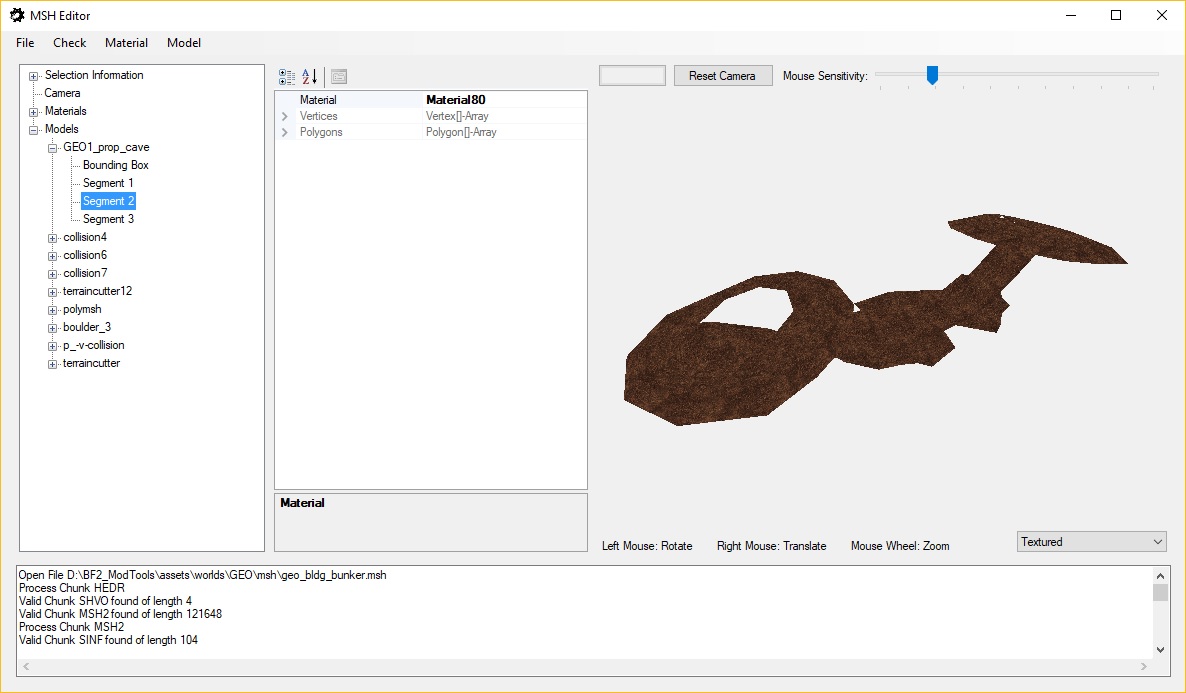 MSH Editor
File Check Material Model
Selection Information
Camera
Materials
Models
GEO1_prop_cave
Bounding Box
Segment 1
Segment 2
Segment 3
collision4
collision6
collision7
terraincutter12
polymsh
boulder_3
p_-v-collision
terraincutter
A
Z
Material Material80
Vertices Vertex[]-Array
Polygons Polygon[]-Array
Material
Reset Camera Mouse Sensitivity:
Left Mouse: Rotate Right Mouse: Translate Mouse Wheel: Zoom
Textured
Open File D:\BF2_ModTools\assets\worlds\GEO\msh\geo_bldg_bunker.msh
Process Chunk HEDR
Valid Chunk SHVO found of length 4
Valid Chunk MSH2 found of length 121648
Process Chunk MSH2
Valid Chunk SINF found of length 104